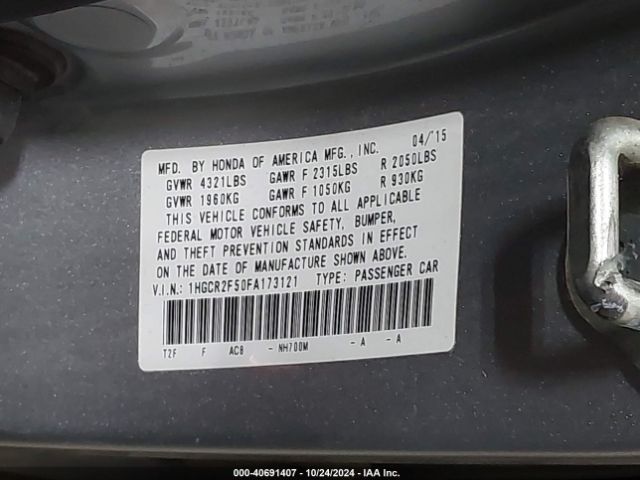 MFD. BY HONDA OF AMERICA MFG., INC. 04/'15
GVWR 4321LBS GAWR F 2315LBS R 2050LBS
GVWR 1960KG GAWR F 1050KG R 930KG
THIS VEHICLE CONFORMS TO ALL APPLICABLE
FEDERAL MOTOR VEHICLE SAFETY, BUMPER,
AND THEFT PREVENTION STANDARDS IN EFFECT
ON THE DATE OF MANUFACTURE SHOWN ABOVE.
V.I.N.: 1HGCR2F50FA173121 TYPE: PASSENGER CAR
T2F F AC8 - NH700M - A - A
000-40691407 - 10/24/2024 - IAA Inc.